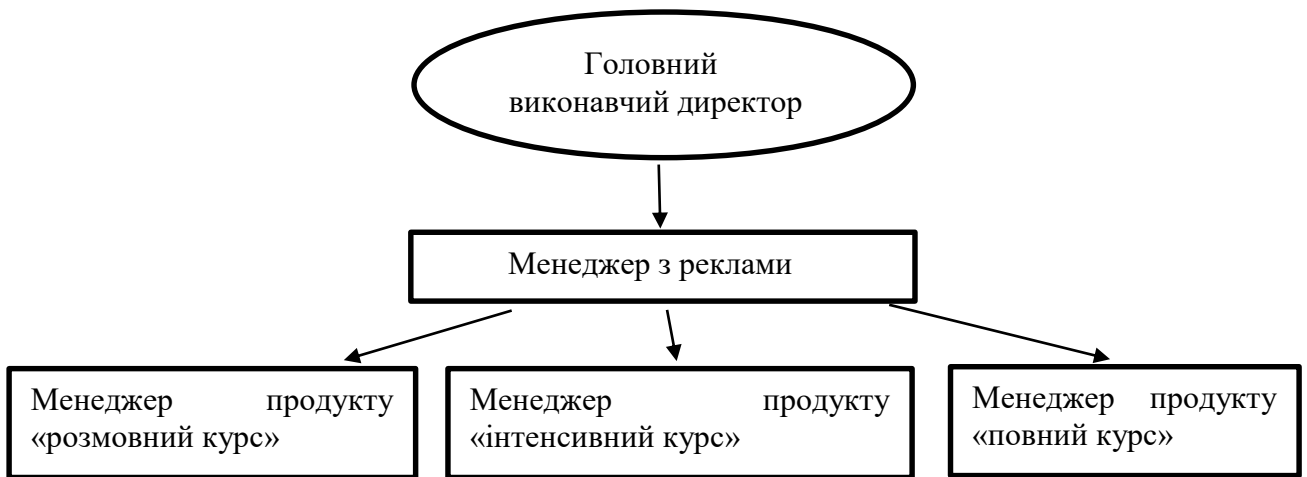 Головний
виконавчий директор
Менеджер з реклами
Менеджер продукту
«розмовний курс»
Менеджер продукту
«інтенсивний курс»
Менеджер продукту
«повний курс»